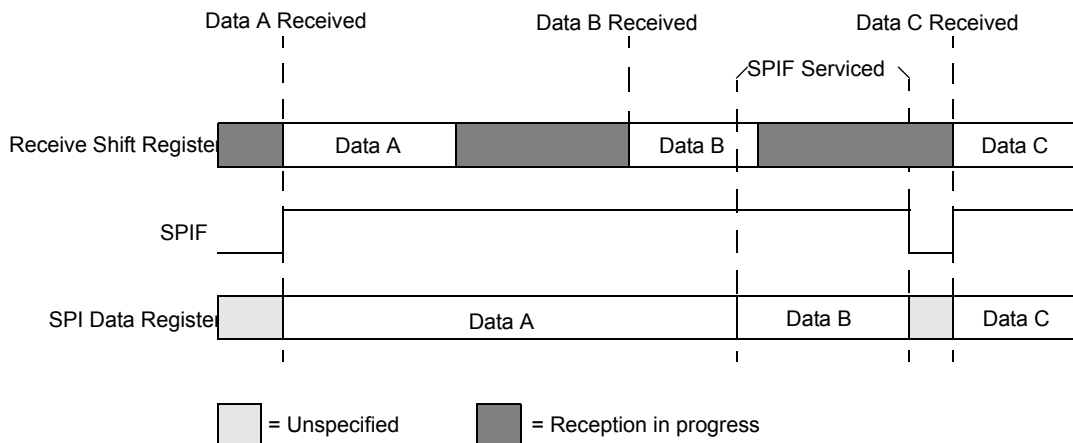 Data A Received Data B Received Data C Received
SPIF Serviced
Receive Shift Register Data A Data B Data C
SPIF
SPI Data Register Data A Data B Data C
= Unspecified = Reception in progress